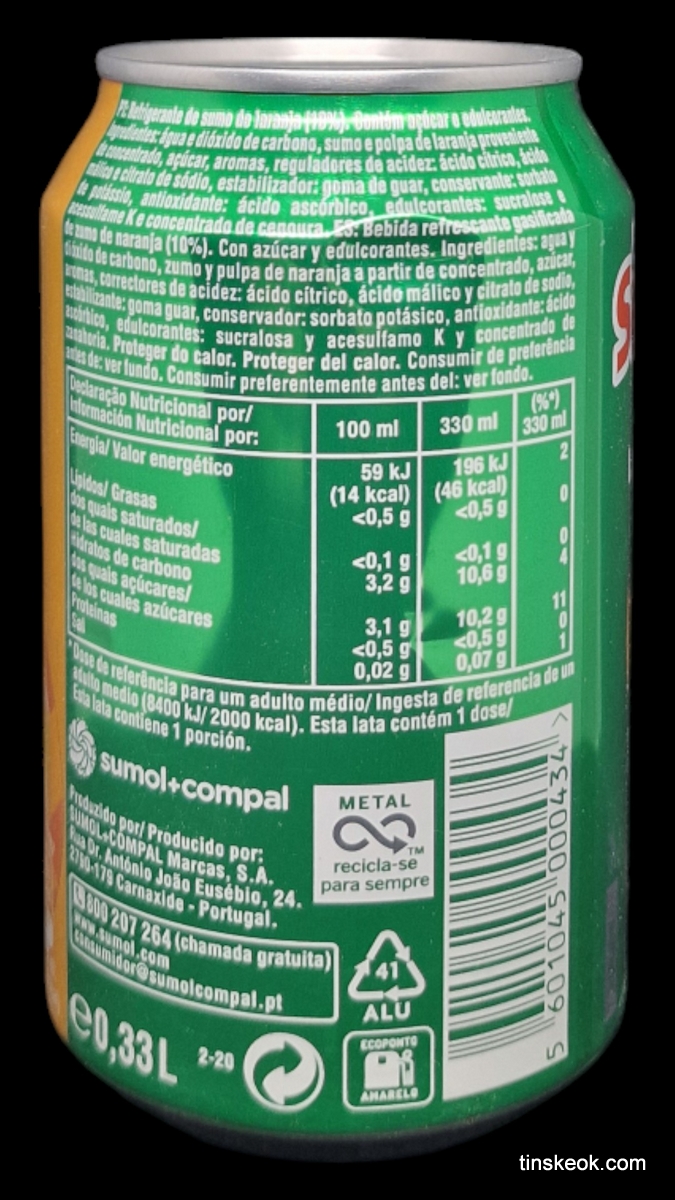 PT: Refrigerante de sumo de laranja (10%). Contém açúcar e edulcorantes.
Ingredientes: água e dióxido de carbono, sumo e polpa de laranja proveniente
de concentrado, açúcar, aromas, reguladores de acidez: ácido cítrico, ácido
málico e citrato de sódio, estabilizador: goma de guar, conservante: sorbato
de potássio, antioxidante: ácido ascórbico, edulcorantes: sucralose e
acessulfame K e concentrado de cenoura. ES: Bebida refrescante gasificada
de zumo de naranja (10%). Con azúcar y edulcorantes. Ingredientes: agua y
dióxido de carbono, zumo y pulpa de naranja a partir de concentrado, azúcar,
aromas, correctores de acidez: ácido cítrico, ácido málico y citrato de sodio,
estabilizante: goma guar, conservador: sorbato potásico, antioxidante: ácido
ascórbico, edulcorantes: sucralosa y acesulfamo K y concentrado de
zanahoria. Proteger do calor. Proteger del calor. Consumir de preferência
antes de: ver fundo. Consumir preferentemente antes del: ver fondo.
Declaração Nutricional por/
Información Nutricional por: 100 ml 330 ml (%*) 330 ml
Energia/ Valor energético 59 kJ 196 kJ 2
(14 kcal) (46 kcal)
Lípidos/ Grasas <0,5 g <0,5 g 0
dos quais saturados/
de las cuales saturadas <0,1 g <0,1 g 0
Hidratos de carbono 3,2 g 10,6 g 4
dos quais açúcares/
de los cuales azúcares 3,1 g 10,2 g 11
Proteínas <0,5 g <0,5 g 0
Sal 0,02 g 0,07 g 1
*Dose de referência para um adulto médio/ Ingesta de referencia de un
adulto medio (8400 kJ/ 2000 kcal). Esta lata contém 1 dose/
Esta lata contiene 1 porción.
sumol+compal
Produzido por/ Producido por:
SUMOL+COMPAL Marcas, S.A.
Rua Dr. António João Eusébio, 24.
2790-179 Carnaxide - Portugal.
800 207 264 (chamada gratuita)
www.sumol.com
consumidor@sumolcompal.pt
METAL
TM
recicla-se
para sempre
41
ALU
e0,33L
2-20
ECOPONTO
AMARELO
5 601045 000434 >
S
tinskeok.com